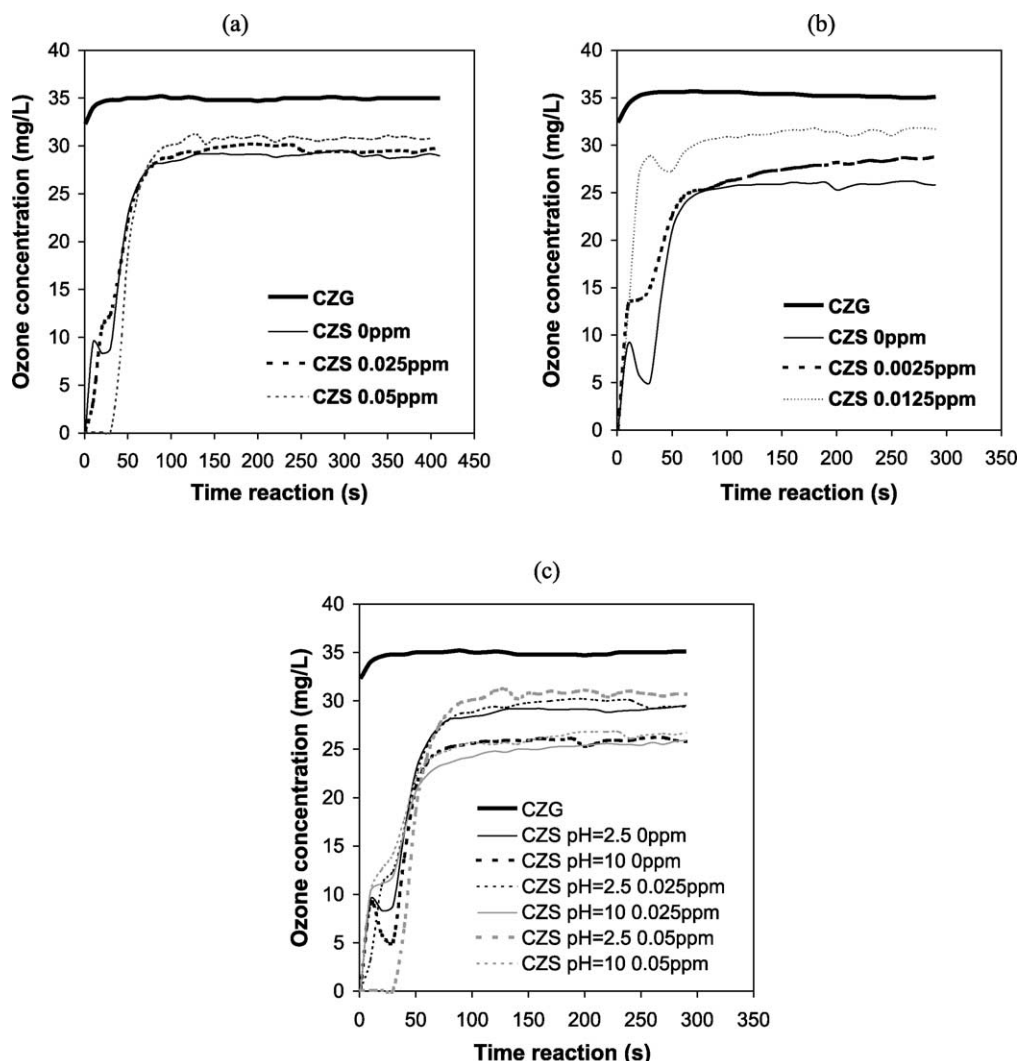 (a)
Ozone concentration (mg/L)
40
35
30
25
20
15
10
5
0
CZG
CZS 0ppm
CZS 0.025ppm
CZS 0.05ppm
0 50 100 150 200 250 300 350 400 450
Time reaction (s)
(b)
Ozone concentration (mg/L)
40
35
30
25
20
15
10
5
0
CZG
CZS 0ppm
CZS 0.0025ppm
CZS 0.0125ppm
0 50 100 150 200 250 300 350
Time reaction (s)
(c)
Ozone concentration (mg/L)
40
35
30
25
20
15
10
5
0
CZG
CZS pH=2.5 0ppm
CZS pH=10 0ppm
CZS pH=2.5 0.025ppm
CZS pH=10 0.025ppm
CZS pH=2.5 0.05ppm
CZS pH=10 0.05ppm
0 50 100 150 200 250 300 350
Time reaction (s)